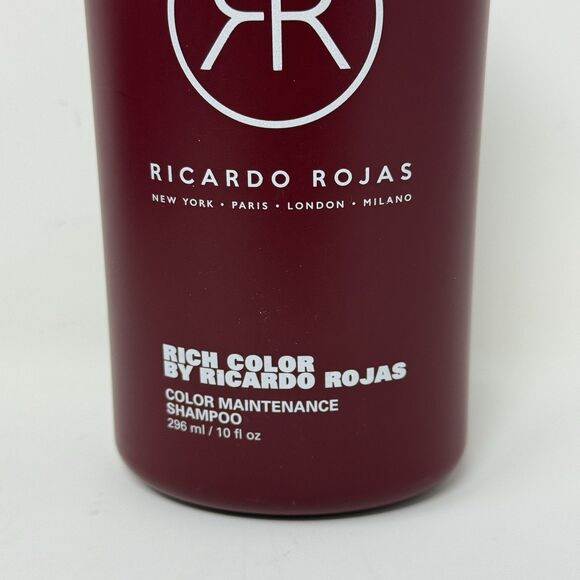 RR
RICARDO ROJAS
NEW YORK • PARIS • LONDON • MILANO
RICH COLOR
BY RICARDO ROJAS
COLOR MAINTENANCE
SHAMPOO
296 ml / 10 fl oz